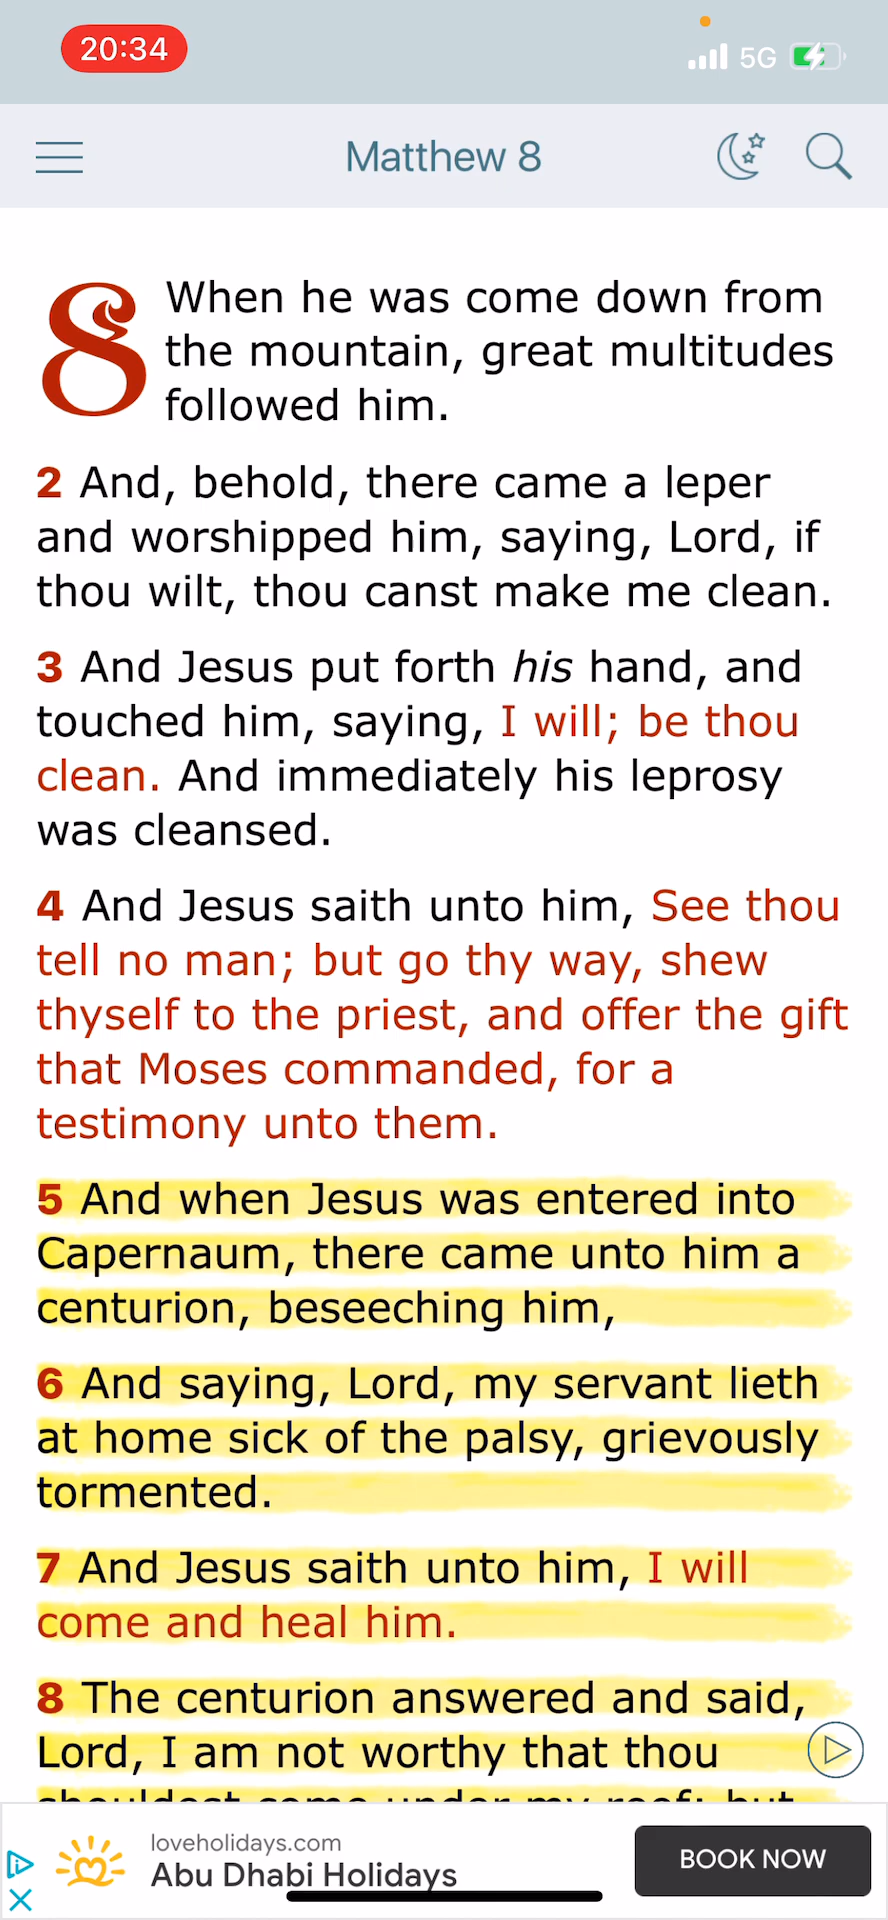 20:34
5G
Matthew 8
8 When he was come down from
the mountain, great multitudes
followed him.
2 And, behold, there came a leper
and worshipped him, saying, Lord, if
thou wilt, thou canst make me clean.
3 And Jesus put forth his hand, and
touched him, saying, I will; be thou
clean. And immediately his leprosy
was cleansed.
4 And Jesus saith unto him, See thou
tell no man; but go thy way, shew
thyself to the priest, and offer the gift
that Moses commanded, for a
testimony unto them.
5 And when Jesus was entered into
Capernaum, there came unto him a
centurion, beseeching him,
6 And saying, Lord, my servant lieth
at home sick of the palsy, grievously
tormented.
7 And Jesus saith unto him, I will
come and heal him.
8 The centurion answered and said,
Lord, I am not worthy that thou
shouldest come under my roof: but
loveholidays.com
Abu Dhabi Holidays
BOOK NOW